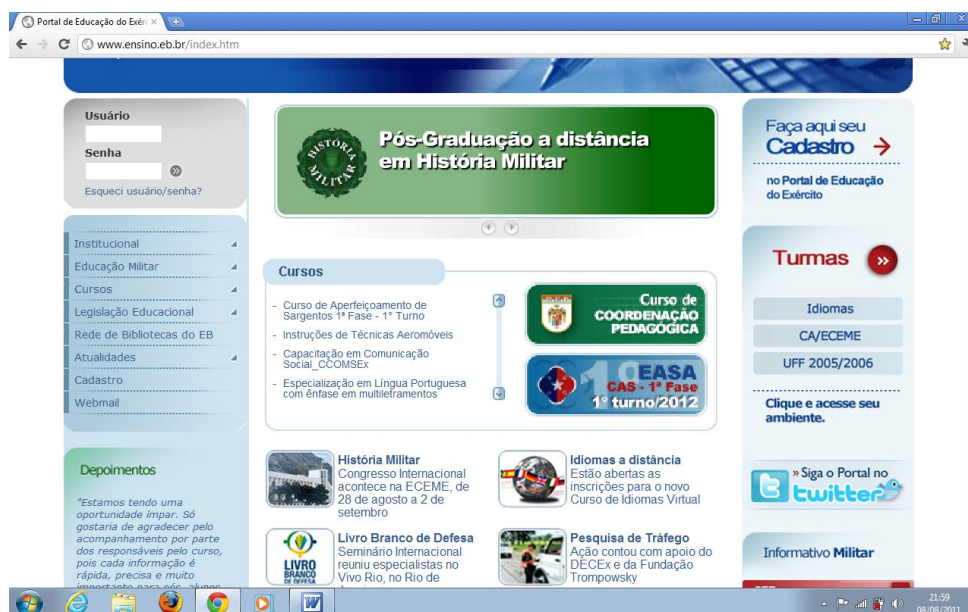 Portal de Educação do Exérc
www.ensino.eb.br/index.htm
Usuário
Senha
Esqueci usuário/senha?
Institucional
Educação Militar
Cursos
Legislação Educacional
Rede de Bibliotecas do EB
Atualidades
Cadastro
Webmail
Depoimentos
"Estamos tendo uma
oportunidade ímpar. Só
gostaria de agradecer pelo
acompanhamento por parte
dos responsáveis pelo curso,
pois cada informação é
rápida, precisa e muito
importante para nós, alunos
HISTÓRIA
MILITAR
Pós-Graduação a distância
em História Militar
Cursos
- Curso de Aperfeiçoamento de
Sargentos 1ª Fase - 1° Turno
- Instruções de Técnicas Aeromóveis
- Capacitação em Comunicação
Social_CCOMSEx
- Especialização em Língua Portuguesa
com ênfase em multiletramentos
Curso de
COORDENAÇÃO
PEDAGÓGICA
EASA
CAS - 1ª Fase
1° turno/2012
História Militar
Congresso Internacional
acontece na ECEME, de
28 de agosto a 2 de
setembro
Idiomas a distância
Estão abertas as
inscrições para o novo
Curso de Idiomas Virtual
LIVRO
BRANCO
DE DEFESA
Livro Branco de Defesa
Seminário Internacional
reuniu especialistas no
Vivo Rio, no Rio de
Pesquisa de Tráfego
Ação contou com apoio do
DECEx e da Fundação
Trompowsky
Faça aqui seu
Cadastro
no Portal de Educação
do Exército
Turmas
Idiomas
CA/ECEME
UFF 2005/2006
Clique e acesse seu
ambiente.
» Siga o Portal no
twitter
Informativo Militar
21:59